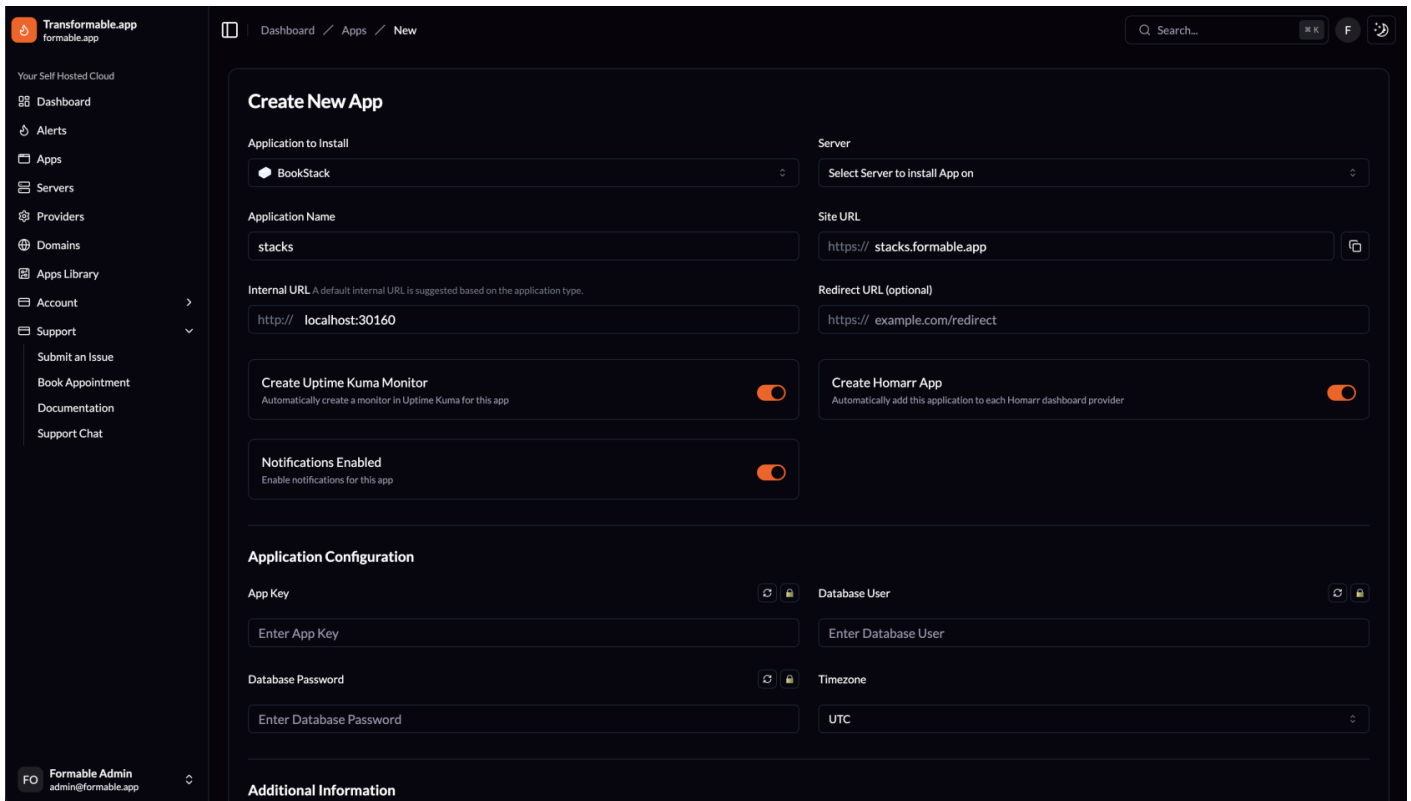 Transformable.app
formable.app
Dashboard / Apps / New
Search...
⌘ K
F
Your Self Hosted Cloud
Dashboard
Alerts
Apps
Servers
Providers
Domains
Apps Library
Account
Support
Submit an Issue
Book Appointment
Documentation
Support Chat
FO
Formable Admin
admin@formable.app
Create New App
Application to Install
BookStack
Server
Select Server to install App on
Application Name
stacks
Site URL
https:// stacks.formable.app
Internal URL A default internal URL is suggested based on the application type.
http:// localhost:30160
Redirect URL (optional)
https:// example.com/redirect
Create Uptime Kuma Monitor
Automatically create a monitor in Uptime Kuma for this app
Create Homarr App
Automatically add this application to each Homarr dashboard provider
Notifications Enabled
Enable notifications for this app
Application Configuration
App Key
Enter App Key
Database User
Enter Database User
Database Password
Enter Database Password
Timezone
UTC
Additional Information